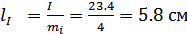 l_I = I/m_i = 23.4/4 = 5.8 см